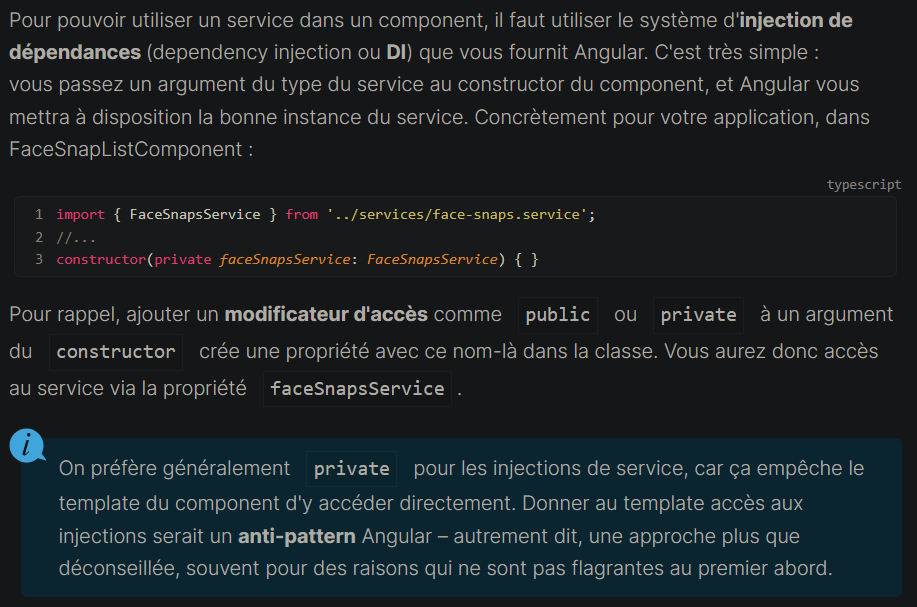 Pour pouvoir utiliser un service dans un component, il faut utiliser le système d'injection de
dépendances (dependency injection ou DI) que vous fournit Angular. C'est très simple :
vous passez un argument du type du service au constructor du component, et Angular vous
mettra à disposition la bonne instance du service. Concrètement pour votre application, dans
FaceSnapListComponent :
typescript
1 import { FaceSnapsService } from '../services/face-snaps.service';
2 //...
3 constructor(private faceSnapsService: FaceSnapsService) { }
Pour rappel, ajouter un modificateur d'accès comme public ou private à un argument
du constructor crée une propriété avec ce nom-là dans la classe. Vous aurez donc accès
au service via la propriété faceSnapsService .
i
On préfère généralement private pour les injections de service, car ça empêche le
template du component d'y accéder directement. Donner au template accès aux
injections serait un anti-pattern Angular – autrement dit, une approche plus que
déconseillée, souvent pour des raisons qui ne sont pas flagrantes au premier abord.